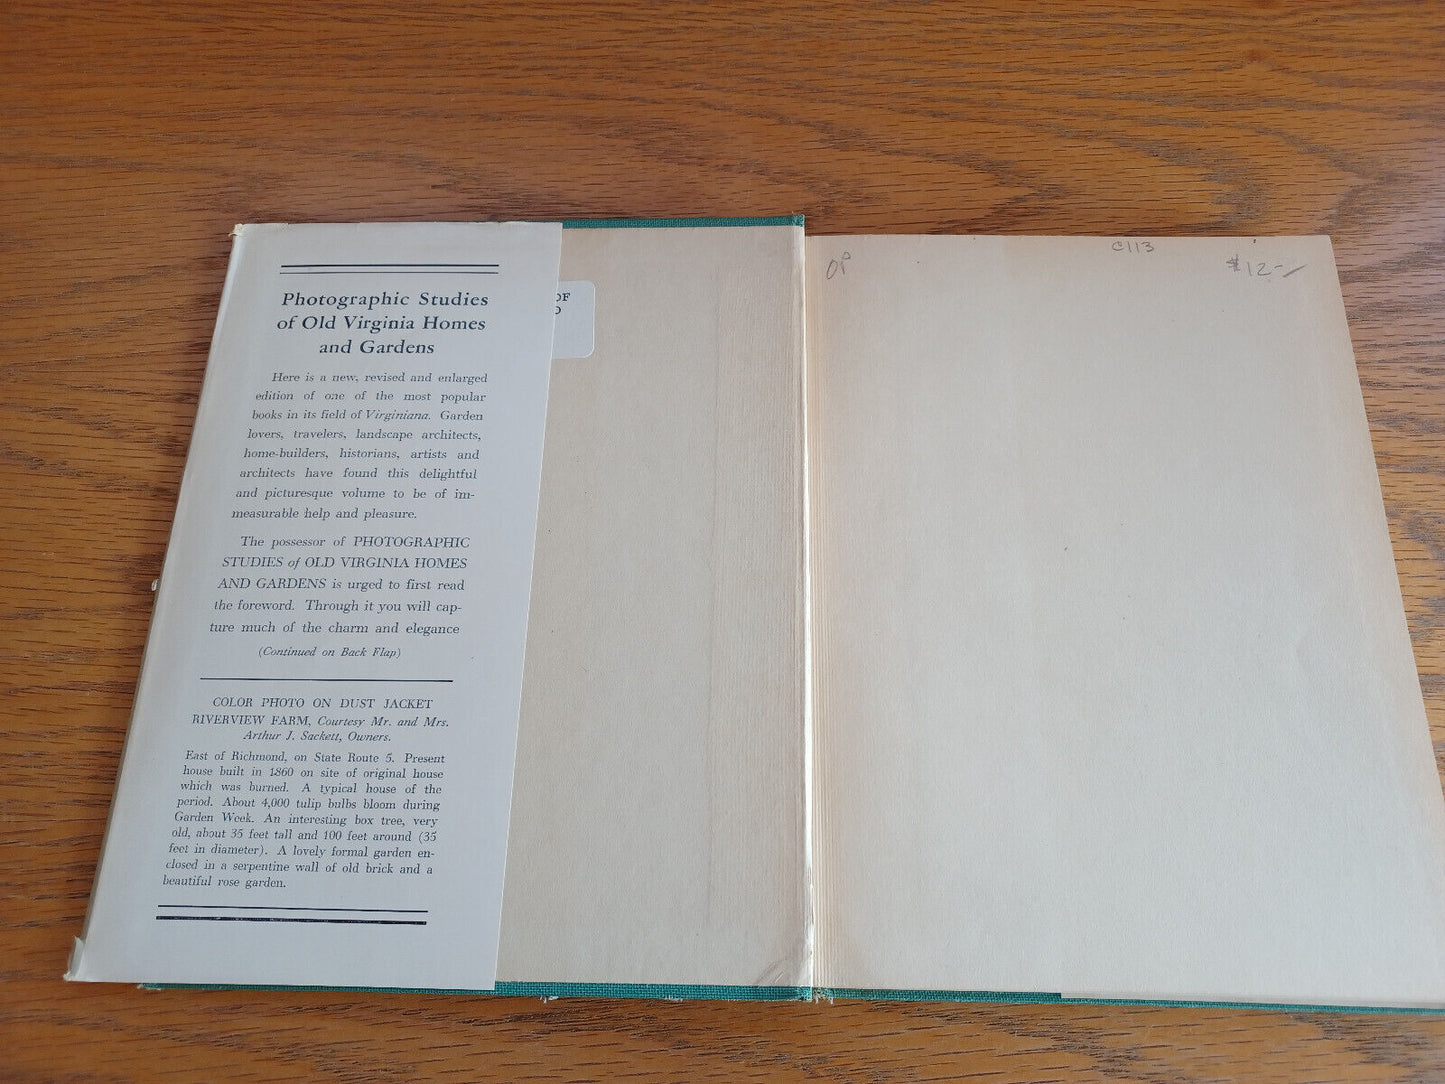 Photographic Studies
of Old Virginia Homes
and Gardens
Here is a new, revised and enlarged
edition of one of the most popular
books in its field of Virginiana. Garden
lovers, travelers, landscape architects,
home-builders, historians, artists and
architects have found this delightful
and picturesque volume to be of im-
measurable help and pleasure.
The possessor of PHOTOGRAPHIC
STUDIES of OLD VIRGINIA HOMES
AND GARDENS is urged to first read
the foreword. Through it you will cap-
ture much of the charm and elegance
(Continued on Back Flap)
COLOR PHOTO ON DUST JACKET
RIVERVIEW FARM, Courtesy Mr. and Mrs.
Arthur J. Sackett, Owners.
East of Richmond, on State Route 5. Present
house built in 1860 on site of original house
which was burned. A typical house of the
period. About 4,000 tulip bulbs bloom during
Garden Week. An interesting box tree, very
old, about 35 feet tall and 100 feet around (35
feet in diameter). A lovely formal garden en-
closed in a serpentine wall of old brick and a
beautiful rose garden.
OF
OP
C113
$12-